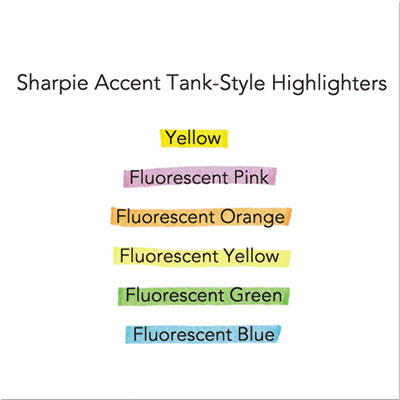 Sharpie Accent Tank-Style Highlighters
Yellow
Fluorescent Pink
Fluorescent Orange
Fluorescent Yellow
Fluorescent Green
Fluorescent Blue